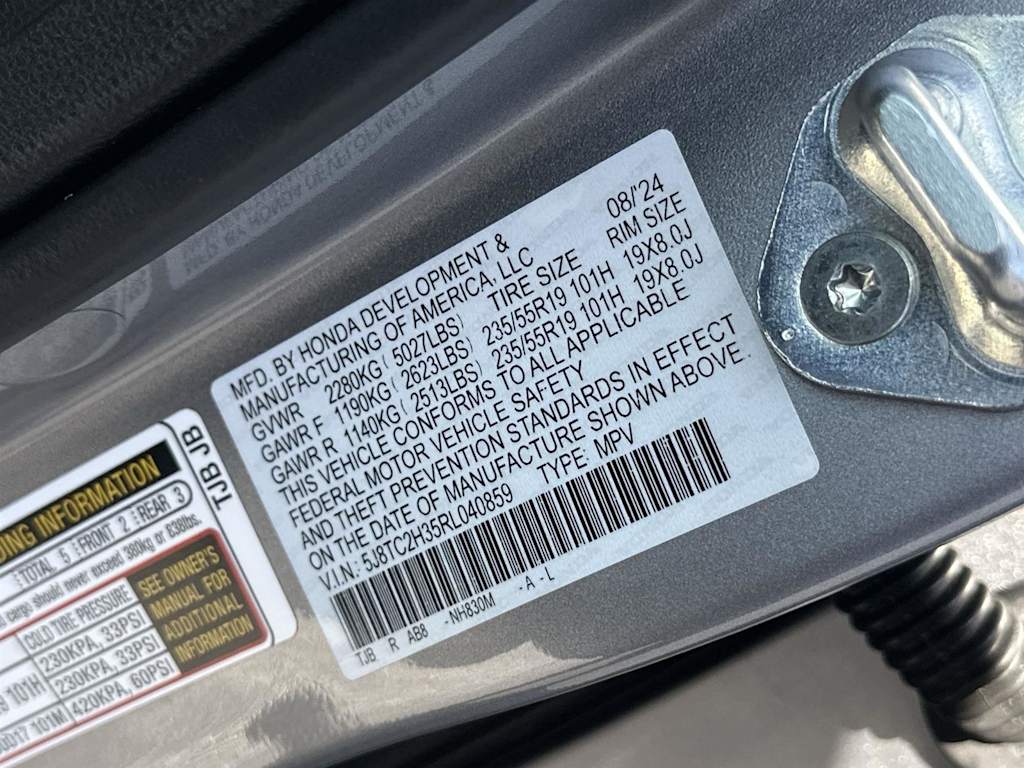 MFD. BY HONDA DEVELOPMENT & 08/'24
MANUFACTURING OF AMERICA, LLC
GVWR 2280KG ( 5027LBS) TIRE SIZE RIM SIZE
GAWR F 1190KG ( 2623LBS) 235/55R19 101H 19X8.0J
GAWR R 1140KG ( 2513LBS) 235/55R19 101H 19X8.0J
THIS VEHICLE CONFORMS TO ALL APPLICABLE
FEDERAL MOTOR VEHICLE SAFETY
AND THEFT PREVENTION STANDARDS IN EFFECT
ON THE DATE OF MANUFACTURE SHOWN ABOVE.
V.I.N: 5J8TC2H35RL040859 TYPE: MPV
TJB R AB8 -NH830M -A -L
TJB JB
INFORMATION
TOTAL 5 FRONT 2 REAR 3
cargo should never exceed 380kg or 838lbs.
COLD TIRE PRESSURE
230KPA, 33PSI
101H 230KPA, 33PSI
101M 420KPA, 60PSI
SEE OWNER'S
MANUAL FOR
ADDITIONAL
INFORMATION